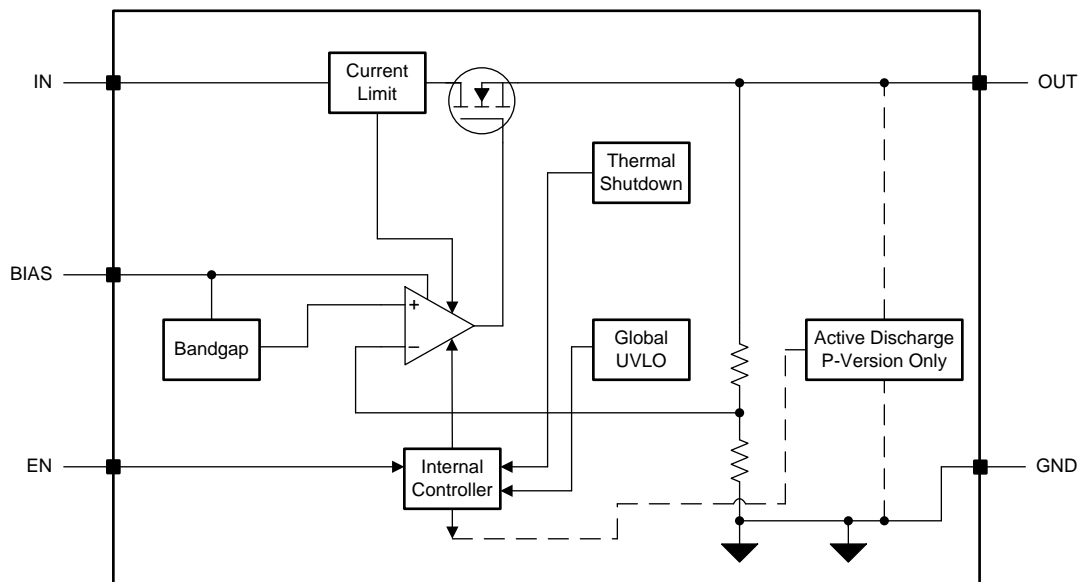 IN
Current
Limit
OUT
Thermal
Shutdown
BIAS
+
−
Bandgap
Global
UVLO
Active Discharge
P-Version Only
EN
Internal
Controller
GND